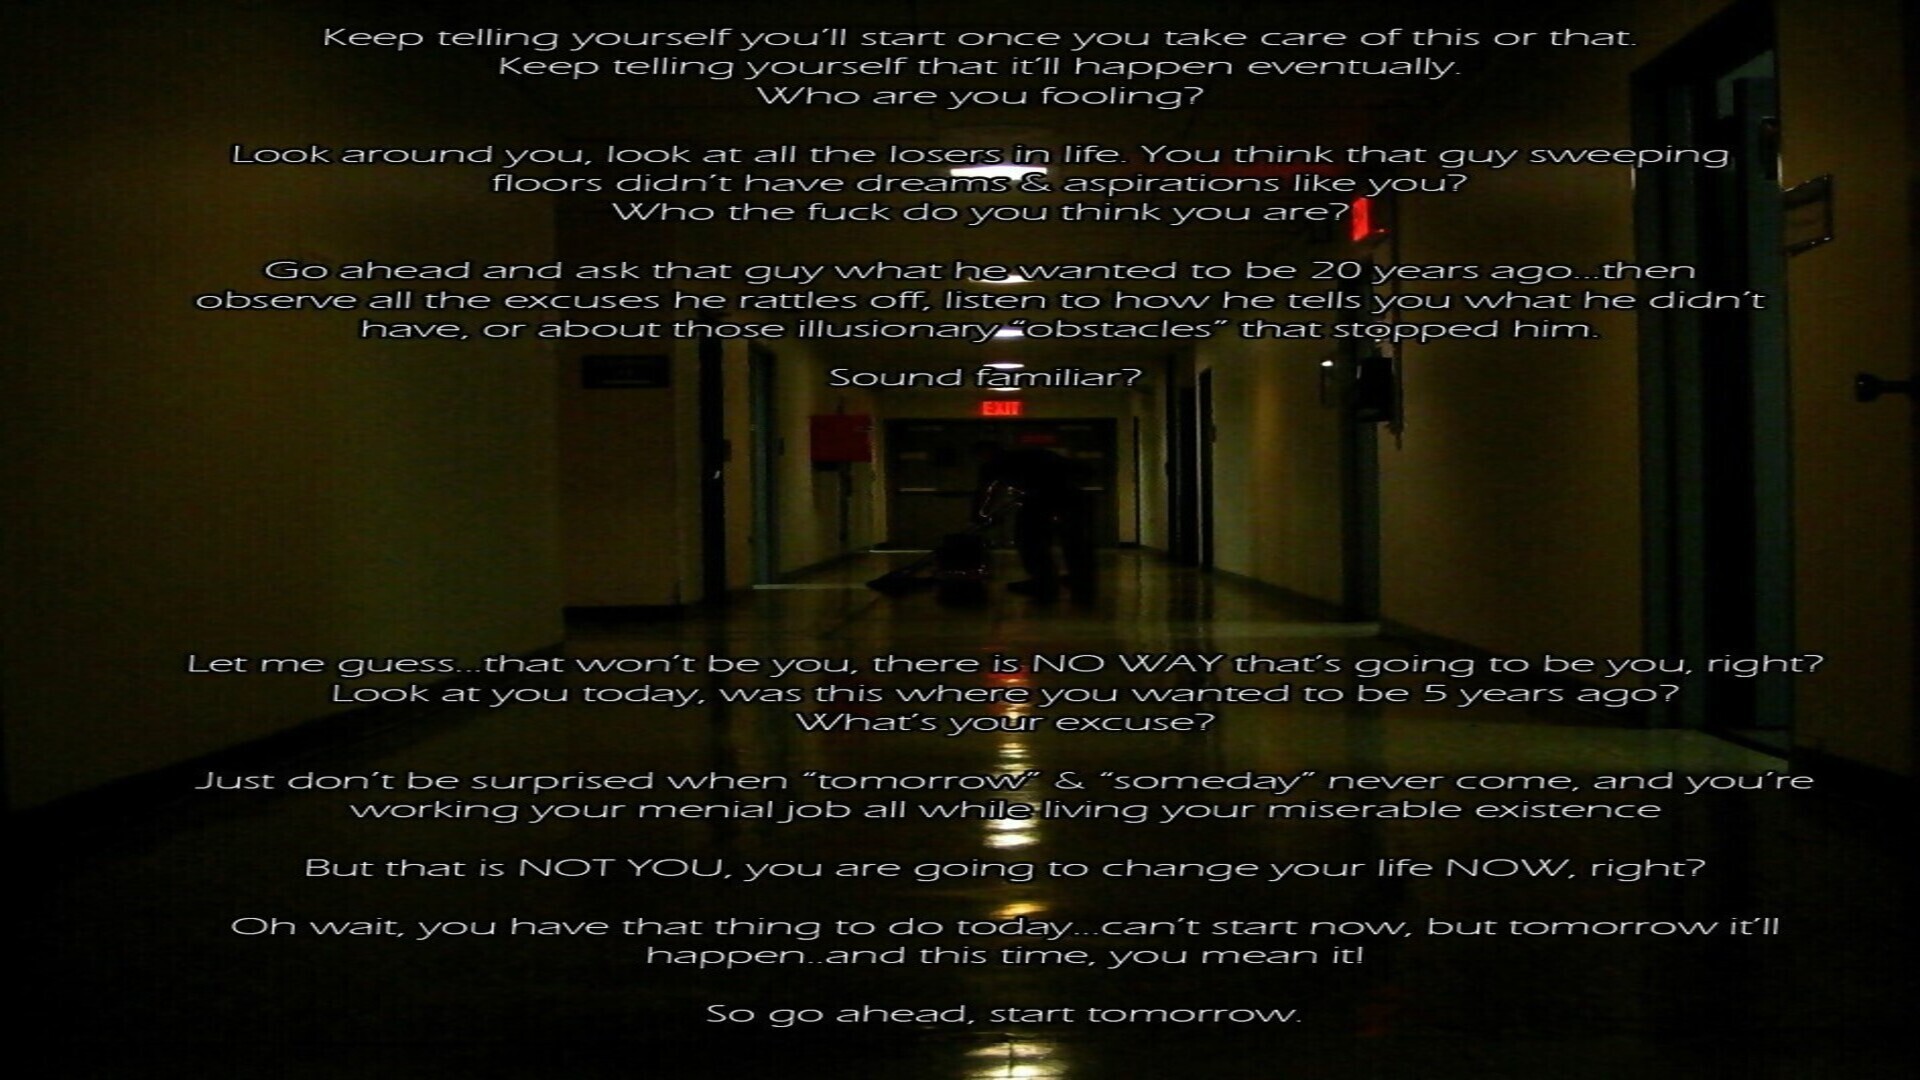 Keep telling yourself you'll start once you take care of this or that.
Keep telling yourself that it'll happen eventually.
Who are you fooling?
Look around you, look at all the losers in life. You think that guy sweeping
floors didn't have dreams & aspirations like you?
Who the fuck do you think you are?
Go ahead and ask that guy what he wanted to be 20 years ago...then
observe all the excuses he rattles off, listen to how he tells you what he didn't
have, or about those illusionary "obstacles" that stopped him.
Sound familiar?
EXIT
Let me guess...that won't be you, there is NO WAY that's going to be you, right?
Look at you today, was this where you wanted to be 5 years ago?
What's your excuse?
Just don't be surprised when "tomorrow" & "someday" never come, and you're
working your menial job all while living your miserable existence
But that is NOT YOU, you are going to change your life NOW, right?
Oh wait, you have that thing to do today...can't start now, but tomorrow it'll
happen..and this time, you mean it!
So go ahead, start tomorrow.